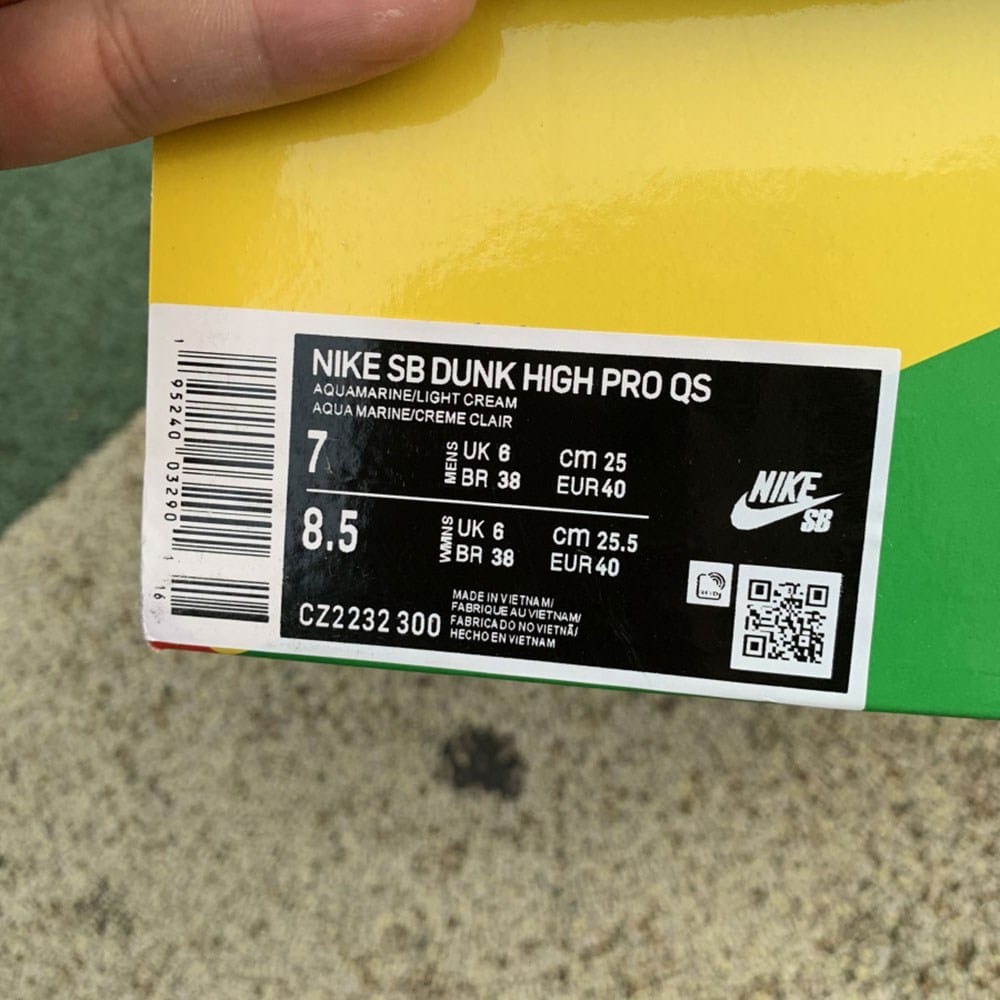 NIKE SB DUNK HIGH PRO QS
AQUAMARINE/LIGHT CREAM
AQUA MARINE/CREME CLAIR
7 MENS UK 6 cm 25
BR 38 EUR 40
8.5 WMNS UK 6 cm 25.5
BR 38 EUR 40
CZ2232 300
MADE IN VIETNAM/
FABRIQUE AU VIETNAM/
FABRICADO NO VIETNÃ/
HECHO EN VIETNAM
NIKE
SB
1 95240 03290 1 16